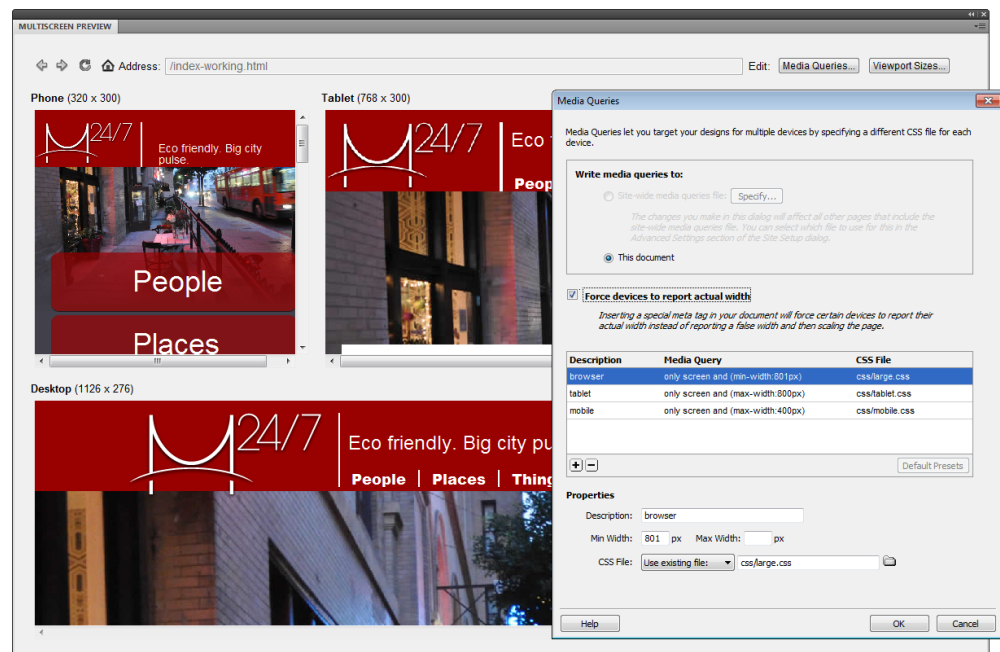 MULTISCREEN PREVIEW
Address: /index-working.html
Edit: Media Queries... Viewport Sizes...
Phone (320 x 300)
24/7
Eco friendly. Big city
pulse.
People
Places
Tablet (768 x 300)
24/7
Eco
Peop
Desktop (1126 x 276)
24/7
Eco friendly. Big city pu
People | Places | Thing
Media Queries
Media Queries let you target your designs for multiple devices by specifying a different CSS file for each
device.
Write media queries to:
Site-wide media queries file: Specify...
The changes you make in this dialog will affect all other pages that include the
site-wide media queries file. You can select which file to use for this in the
Advanced Settings section of the Site Setup dialog.
This document
Force devices to report actual width
Inserting a special meta tag in your document will force certain devices to report their
actual width instead of reporting a false width and then scaling the page.
Description Media Query CSS File
browser only screen and (min-width:801px) css/large.css
tablet only screen and (max-width:800px) css/tablet.css
mobile only screen and (max-width:400px) css/mobile.css
Default Presets
Properties
Description: browser
Min Width: 801 px Max Width: px
CSS File: Use existing file: css/large.css
Help OK Cancel